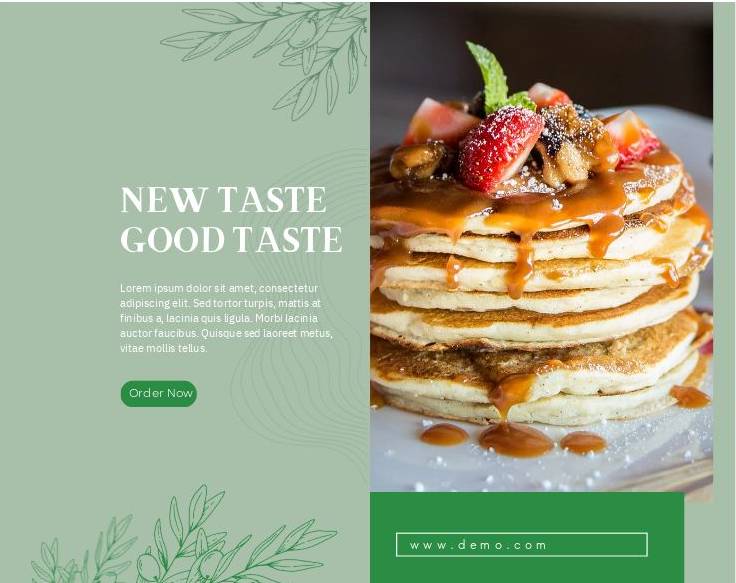 NEW TASTE
GOOD TASTE
Lorem ipsum dolor sit amet, consectetur
adipiscing elit. Sed tortor turpis, mattis at
finibus a, lacinia quis ligula. Morbi lacinia
auctor faucibus. Quisque sed laoreet metus,
vitae mollis tellus.
Order Now
www.demo.com